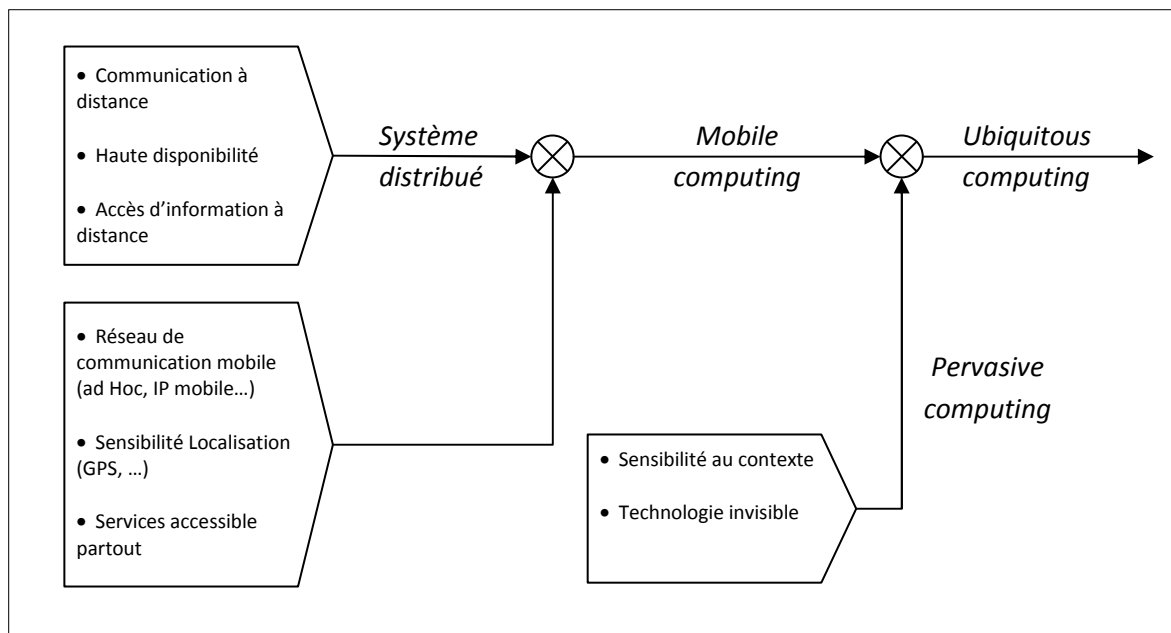 • Communication à
distance
• Haute disponibilité
• Accès d’information à
distance
Système
distribué
Mobile
computing
Ubiquitous
computing
• Réseau de
communication mobile
(ad Hoc, IP mobile…)
• Sensibilité Localisation
(GPS, …)
• Services accessible
partout
Pervasive
computing
• Sensibilité au contexte
• Technologie invisible